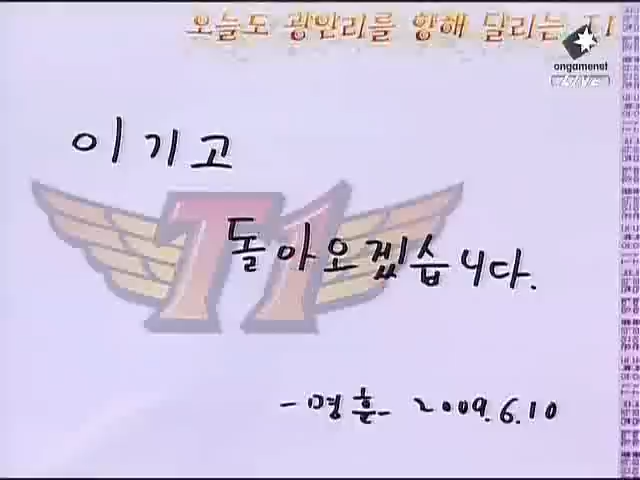 오늘도 광안리를 향해 달리는 T1
ongamenet
LIVE
이기고
T1
돌아오겠습니다.
- 명훈 - 2009.6.10